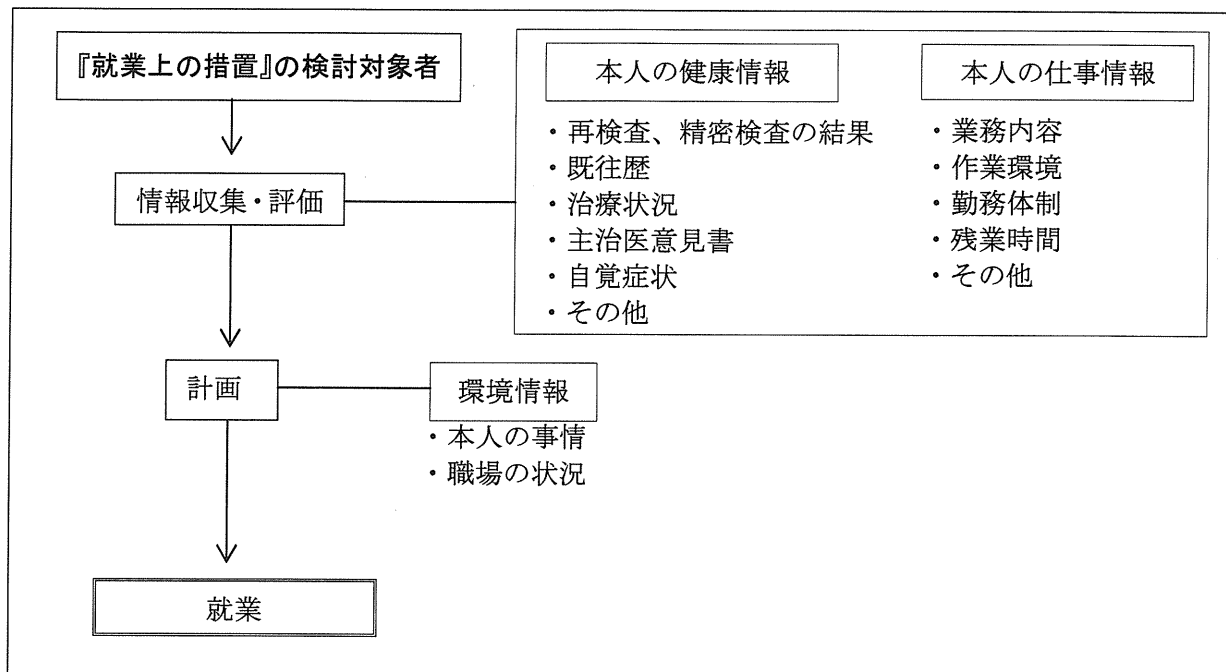 『就業上の措置』の検討対象者
情報収集・評価
本人の健康情報
・再検査、精密検査の結果
・既往歴
・治療状況
・主治医意見書
・自覚症状
・その他
本人の仕事情報
・業務内容
・作業環境
・勤務体制
・残業時間
・その他
計画
環境情報
・本人の事情
・職場の状況
就業